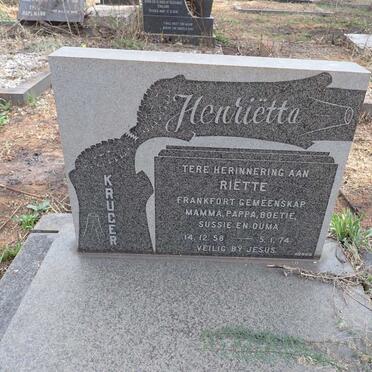 Henriëtta
KRUGER
TERE HERINNERING AAN
RIËTTE
FRANKFORT GEMEENSKAP
MAMMA, PAPPA, BOETIE,
SUSSIE EN OUMA
14.12.58 — 5.1.74
VEILIG BY JESUS